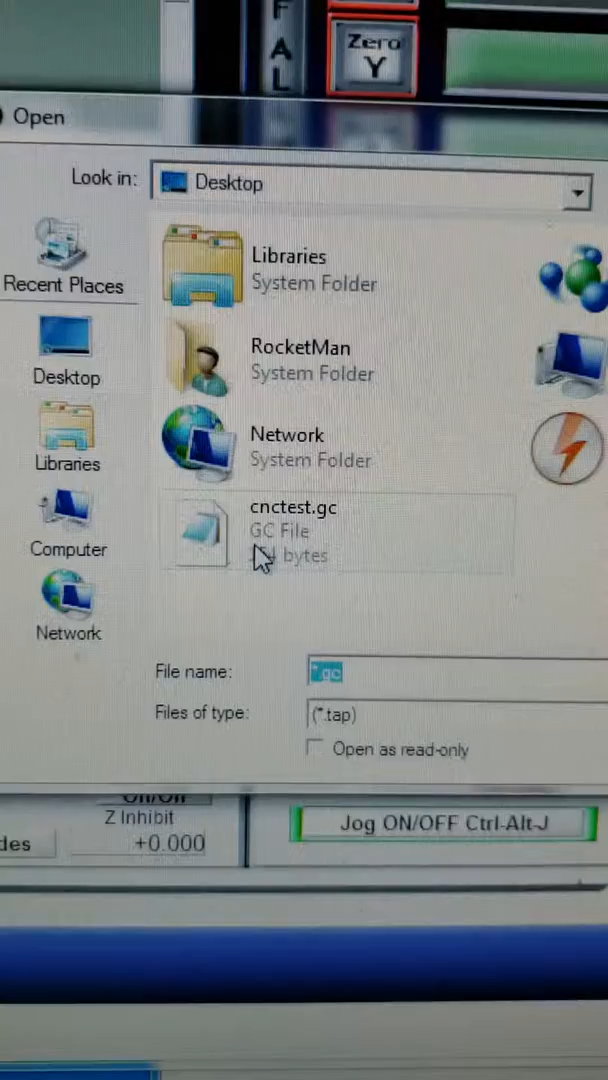 F
A
L
Zero
Y
Open
Look in:
Desktop
Recent Places
Desktop
Libraries
Computer
Network
Libraries
System Folder
RocketMan
System Folder
Network
System Folder
cnctest.gc
GC File
bytes
File name:
*.gc
Files of type:
(*.tap)
Open as read-only
On/Off
Z Inhibit
+0.000
des
Jog ON/OFF Ctrl-Alt-J